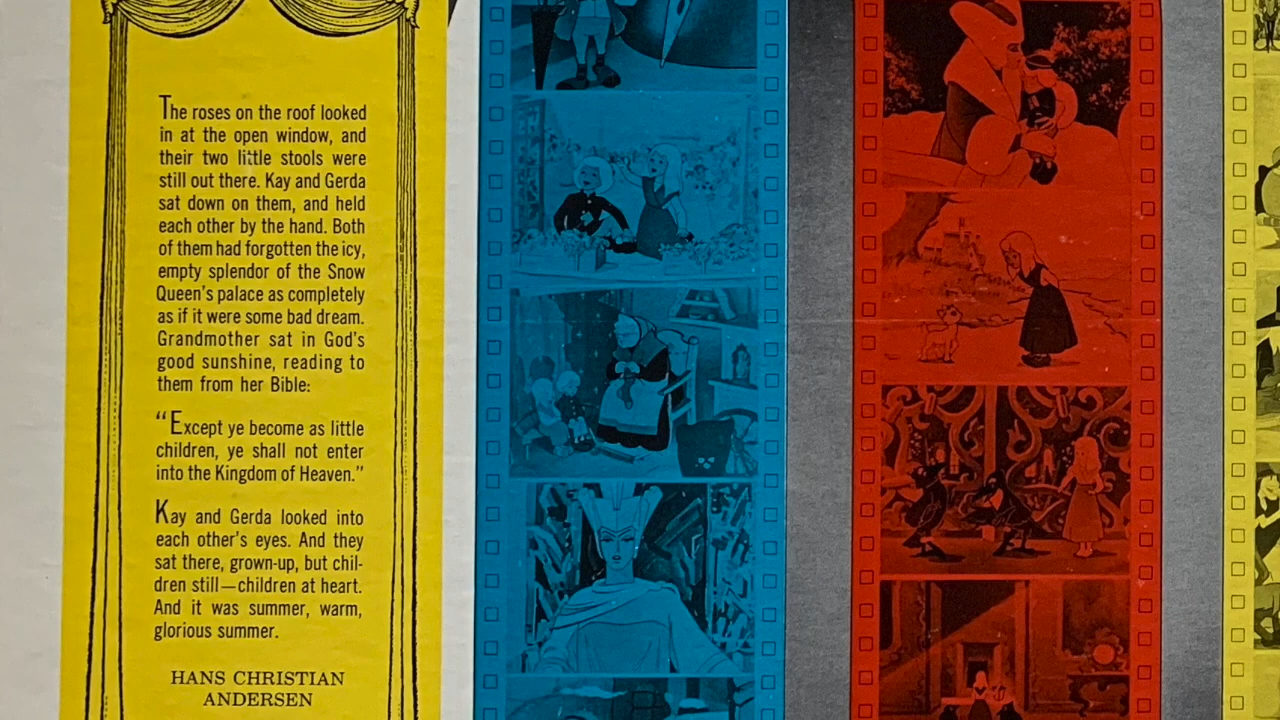 The roses on the roof looked
in at the open window, and
their two little stools were
still out there. Kay and Gerda
sat down on them, and held
each other by the hand. Both
of them had forgotten the icy,
empty splendor of the Snow
Queen's palace as completely
as if it were some bad dream.
Grandmother sat in God's
good sunshine, reading to
them from her Bible:
"Except ye become as little
children, ye shall not enter
into the Kingdom of Heaven."
Kay and Gerda looked into
each other's eyes. And they
sat there, grown-up, but chil-
dren still—children at heart.
And it was summer, warm,
glorious summer.
HANS CHRISTIAN
ANDERSEN